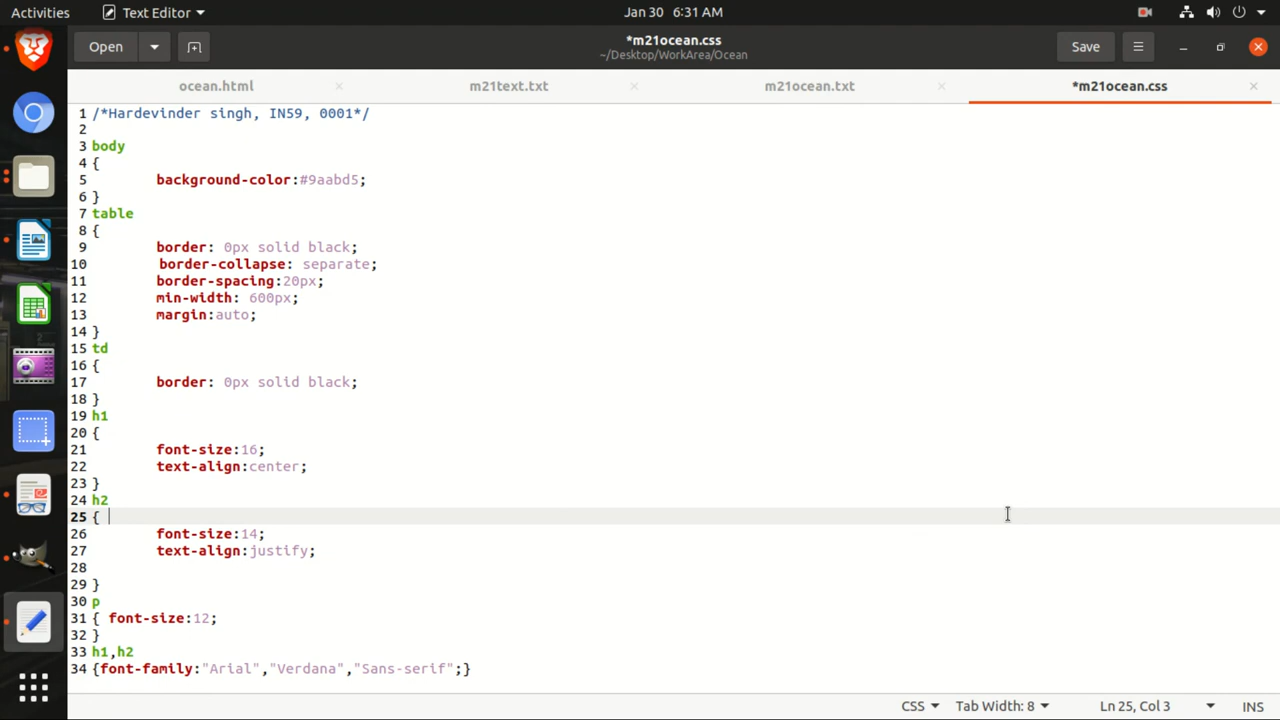 Activities Text Editor Jan 30 6:31 AM
Open *m21ocean.css Save
~/Desktop/WorkArea/Ocean
ocean.html m21text.txt m21ocean.txt *m21ocean.css
1 /*Hardevinder singh, IN59, 0001*/
2
3 body
4 {
5 background-color:#9aabd5;
6 }
7 table
8 {
9 border: 0px solid black;
10 border-collapse: separate;
11 border-spacing:20px;
12 min-width: 600px;
13 margin:auto;
14 }
15 td
16 {
17 border: 0px solid black;
18 }
19 h1
20 {
21 font-size:16;
22 text-align:center;
23 }
24 h2
25 {
26 font-size:14;
27 text-align:justify;
28
29 }
30 p
31 { font-size:12;
32 }
33 h1,h2
34 {font-family:"Arial","Verdana","Sans-serif";}
CSS Tab Width: 8 Ln 25, Col 3 INS